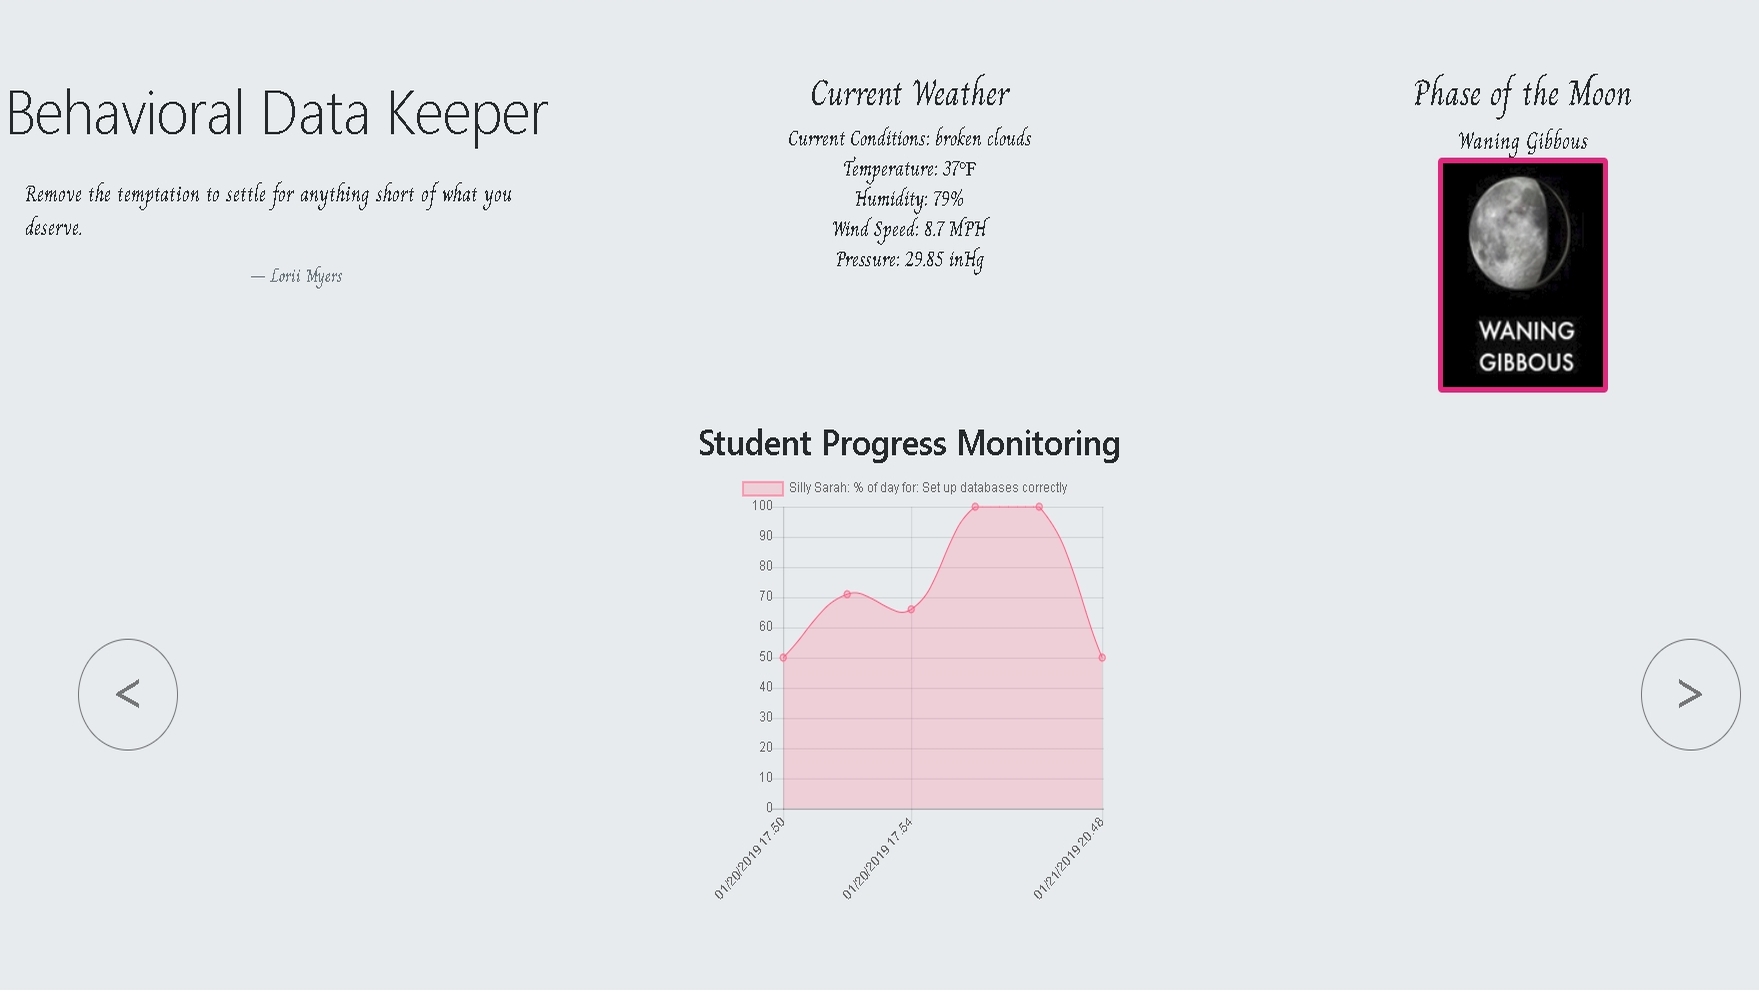 Behavioral Data Keeper
Remove the temptation to settle for anything short of what you
deserve.
— Lorii Myers
Current Weather
Current Conditions: broken clouds
Temperature: 37°F
Humidity: 79%
Wind Speed: 8.7 MPH
Pressure: 29.85 inHg
Phase of the Moon
Waning Gibbous
WANING
GIBBOUS
Student Progress Monitoring
Silly Sarah: % of day for: Set up databases correctly
100
90
80
70
60
50
40
30
20
10
0
01/20/2019 17:50
01/20/2019 17:54
01/21/2019 20:48
<
>